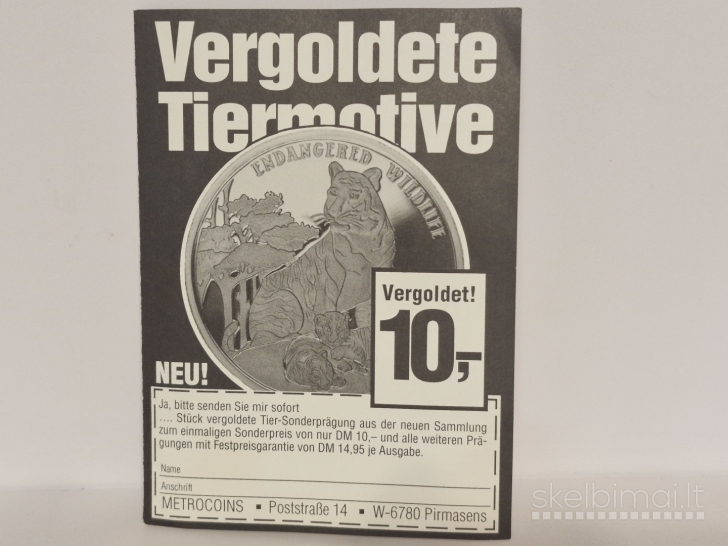 Vergoldete
Tiermotive
ENDANGERED WILDLIFE
Vergoldet!
10,-
NEU!
Ja, bitte senden Sie mir sofort
.... Stück vergoldete Tier-Sonderprägung aus der neuen Sammlung
zum einmaligen Sonderpreis von nur DM 10,– und alle weiteren Prä-
gungen mit Festpreisgarantie von DM 14,95 je Ausgabe.
Name
Anschrift
METROCOINS ▪ Poststraße 14 ▪ W-6780 Pirmasens
skelbimai.lt